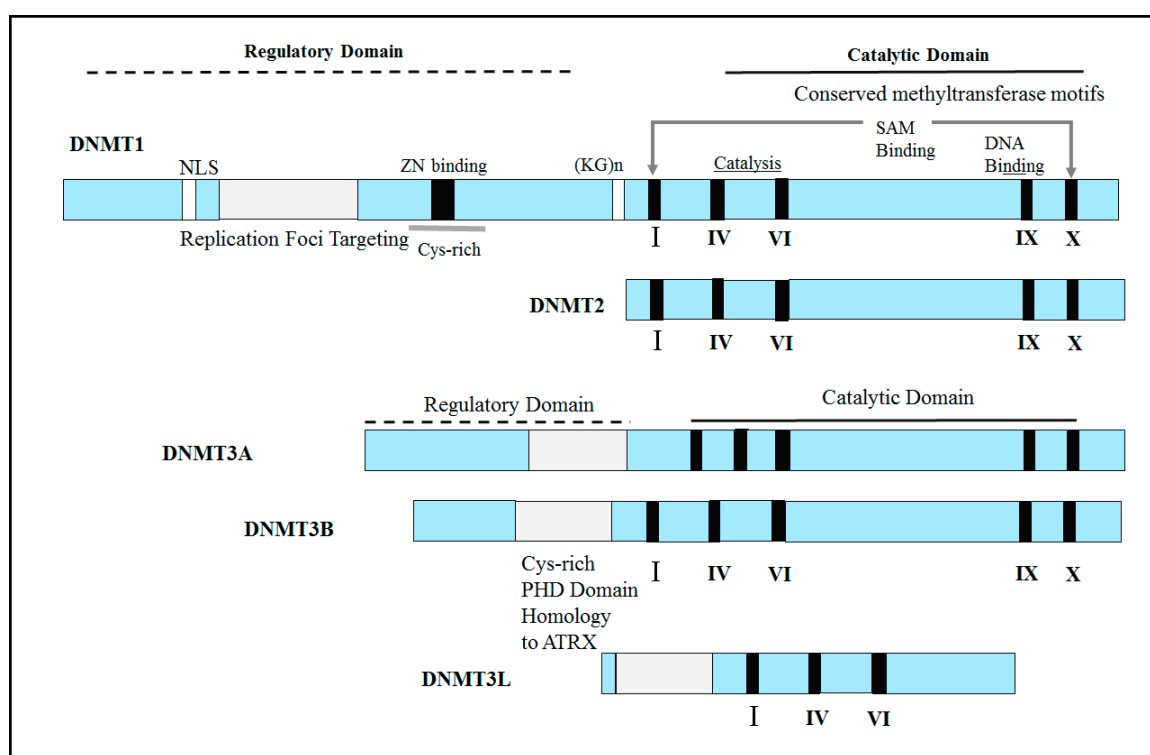 Regulatory Domain
Catalytic Domain
Conserved methyltransferase motifs
DNMT1
SAM
Binding
DNA
Binding
NLS
ZN binding
(KG)n
Catalysis
Replication Foci Targeting
Cys-rich
I
IV
VI
IX
X
DNMT2
I
IV
VI
IX
X
Regulatory Domain
Catalytic Domain
DNMT3A
DNMT3B
Cys-rich
PHD Domain
Homology
to ATRX
I
IV
VI
IX
X
DNMT3L
I
IV
VI